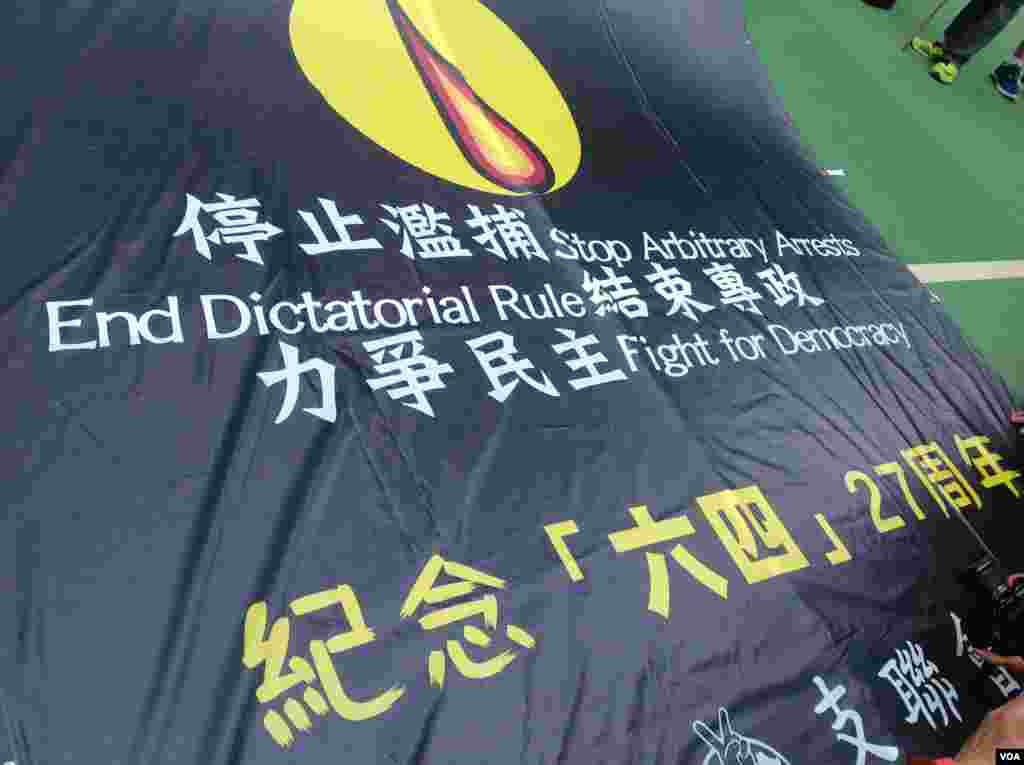 停止濫捕 Stop Arbitrary Arrests
End Dictatorial Rule 結束專政
力爭民主 Fight for Democracy
紀念「六四」27周年
支聯會
VOA